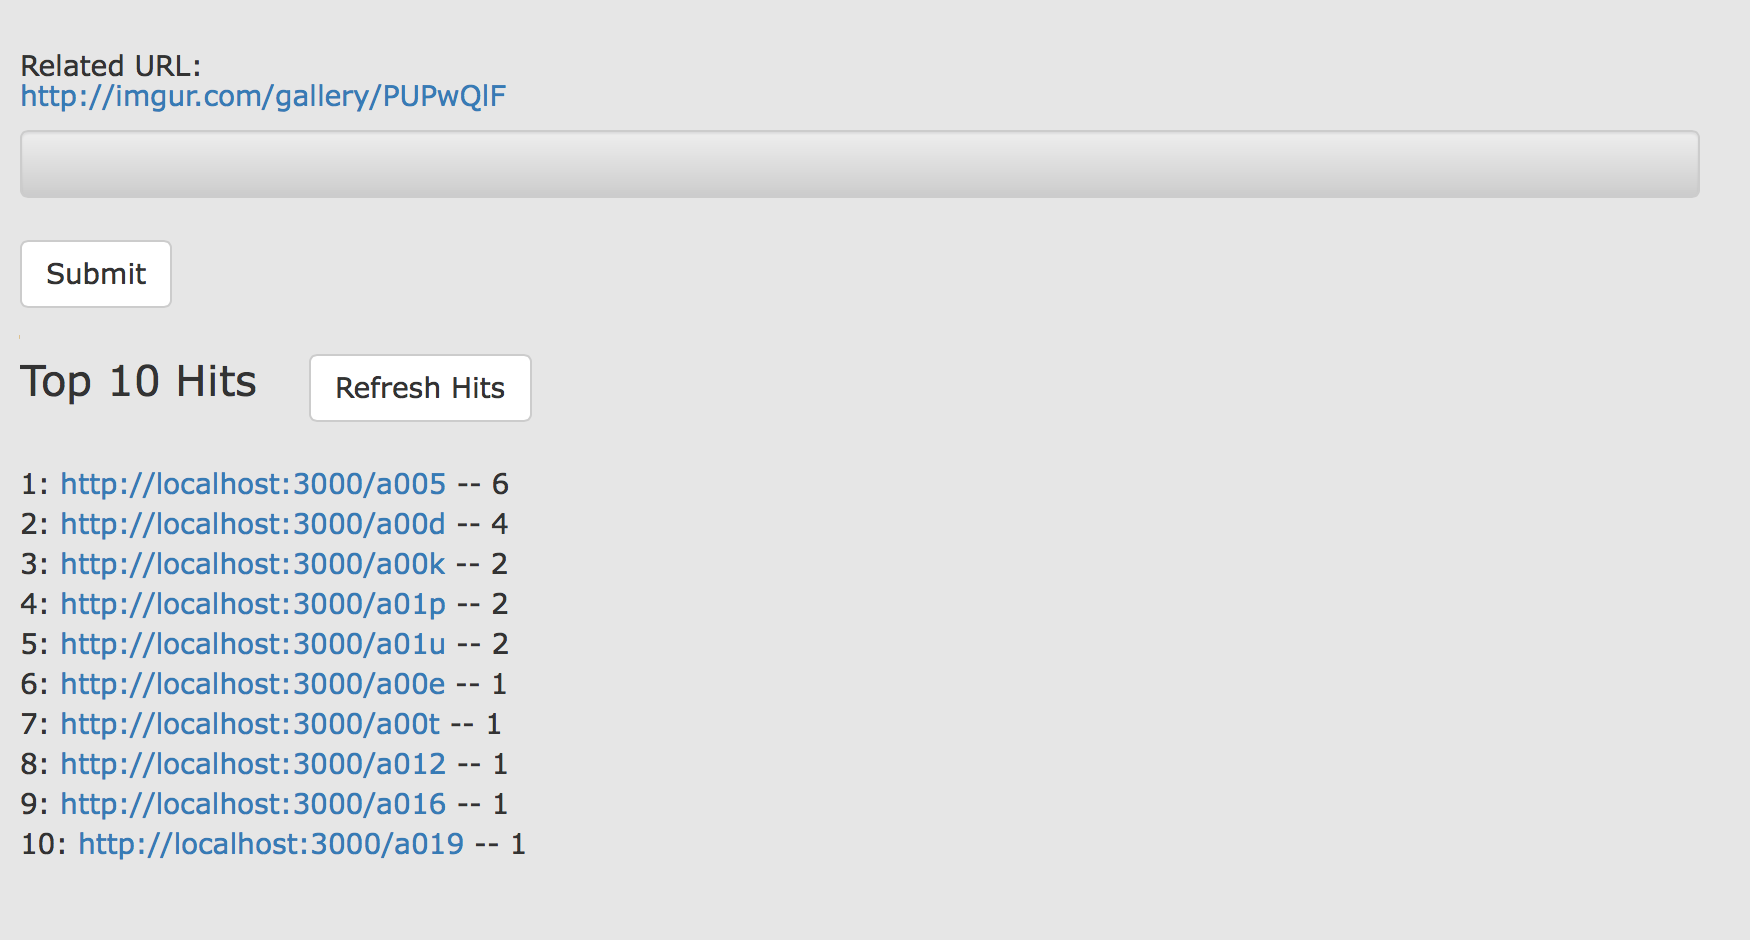 Related URL:
http://imgur.com/gallery/PUPwQlF
Submit
Top 10 Hits
Refresh Hits
1: http://localhost:3000/a005 -- 6
2: http://localhost:3000/a00d -- 4
3: http://localhost:3000/a00k -- 2
4: http://localhost:3000/a01p -- 2
5: http://localhost:3000/a01u -- 2
6: http://localhost:3000/a00e -- 1
7: http://localhost:3000/a00t -- 1
8: http://localhost:3000/a012 -- 1
9: http://localhost:3000/a016 -- 1
10: http://localhost:3000/a019 -- 1